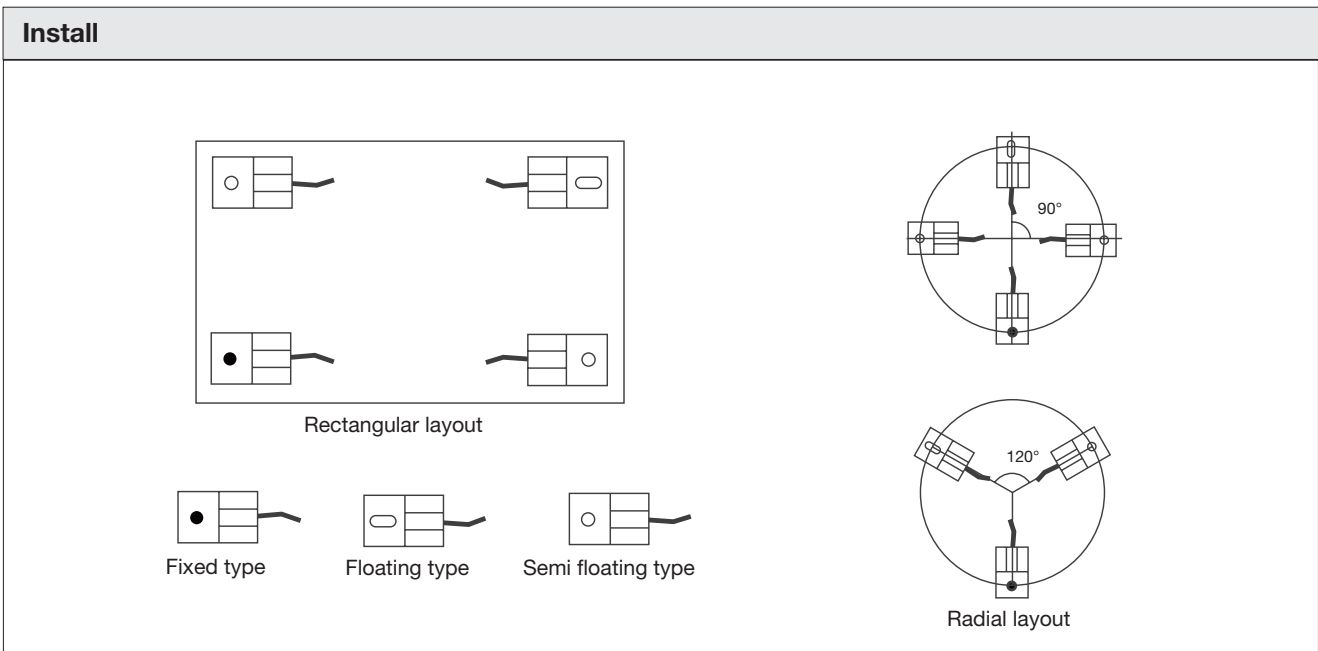 Install
90°
Rectangular layout
120°
Fixed type
Floating type
Semi floating type
Radial layout